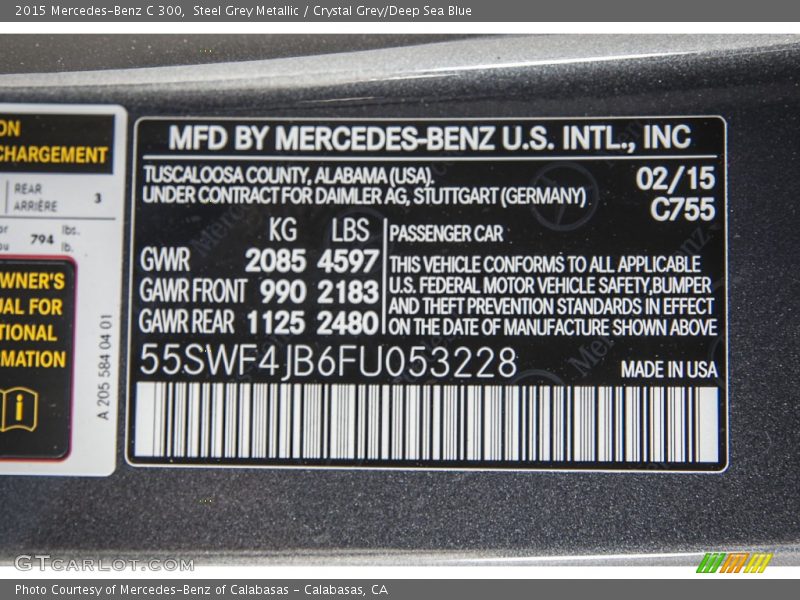 2015 Mercedes-Benz C 300,  Steel Grey Metallic / Crystal Grey/Deep Sea Blue
ON
CHARGEMENT
REAR
ARRIÈRE
3
or
ou
794
lbs.
lb.
WNER'S
UAL FOR
TIONAL
MATION
i
A 205 584 04 01
MFD BY MERCEDES-BENZ U.S. INTL., INC
TUSCALOOSA COUNTY, ALABAMA (USA).
UNDER CONTRACT FOR DAIMLER AG, STUTTGART (GERMANY)
02/15
C755
KG LBS
GVWR 2085 4597
GAWR FRONT 990 2183
GAWR REAR 1125 2480
PASSENGER CAR
THIS VEHICLE CONFORMS TO ALL APPLICABLE
U.S. FEDERAL MOTOR VEHICLE SAFETY, BUMPER
AND THEFT PREVENTION STANDARDS IN EFFECT
ON THE DATE OF MANUFACTURE SHOWN ABOVE
55SWF4JB6FU053228
MADE IN USA
GTCARLOT.COM
Photo Courtesy of Mercedes-Benz of Calabasas - Calabasas, CA